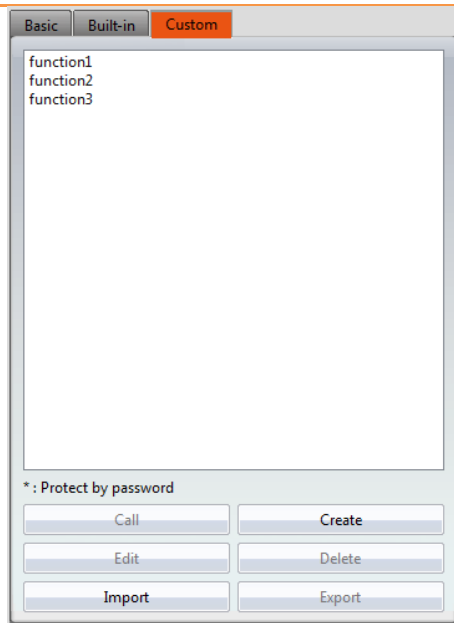 Basic Built-in Custom
function1
function2
function3
* : Protect by password
Call Create
Edit Delete
Import Export